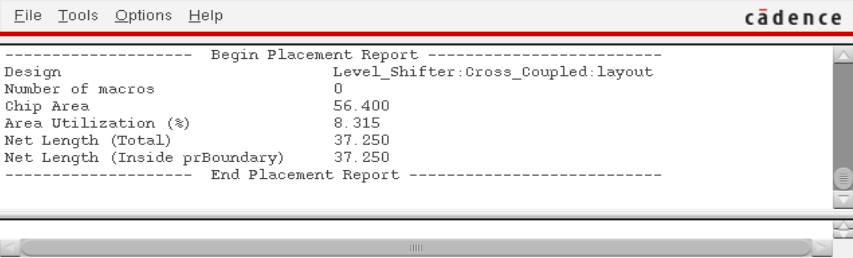 File Tools Options Help
cādence
------------------- Begin Placement Report ------------------------
Design Level_Shifter:Cross_Coupled:layout
Number of macros 0
Chip Area 56.400
Area Utilization (%) 8.315
Net Length (Total) 37.250
Net Length (Inside prBoundary) 37.250
------------------- End Placement Report --------------------------